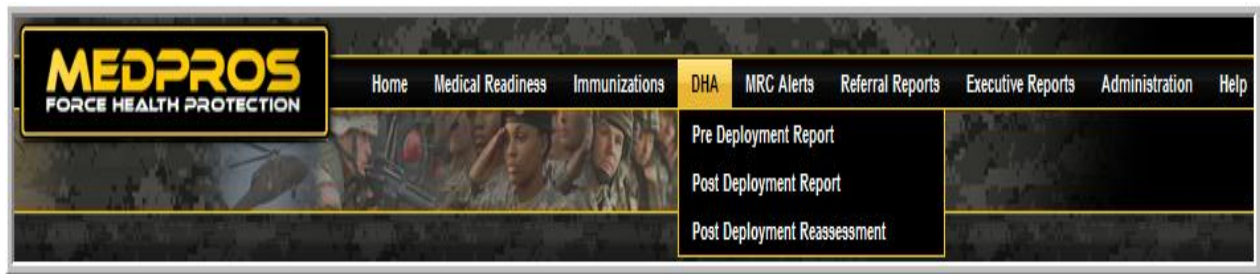 MEDPROS
FORCE HEALTH PROTECTION
Home Medical Readiness Immunizations DHA MRC Alerts Referral Reports Executive Reports Administration Help
Pre Deployment Report
Post Deployment Report
Post Deployment Reassessment